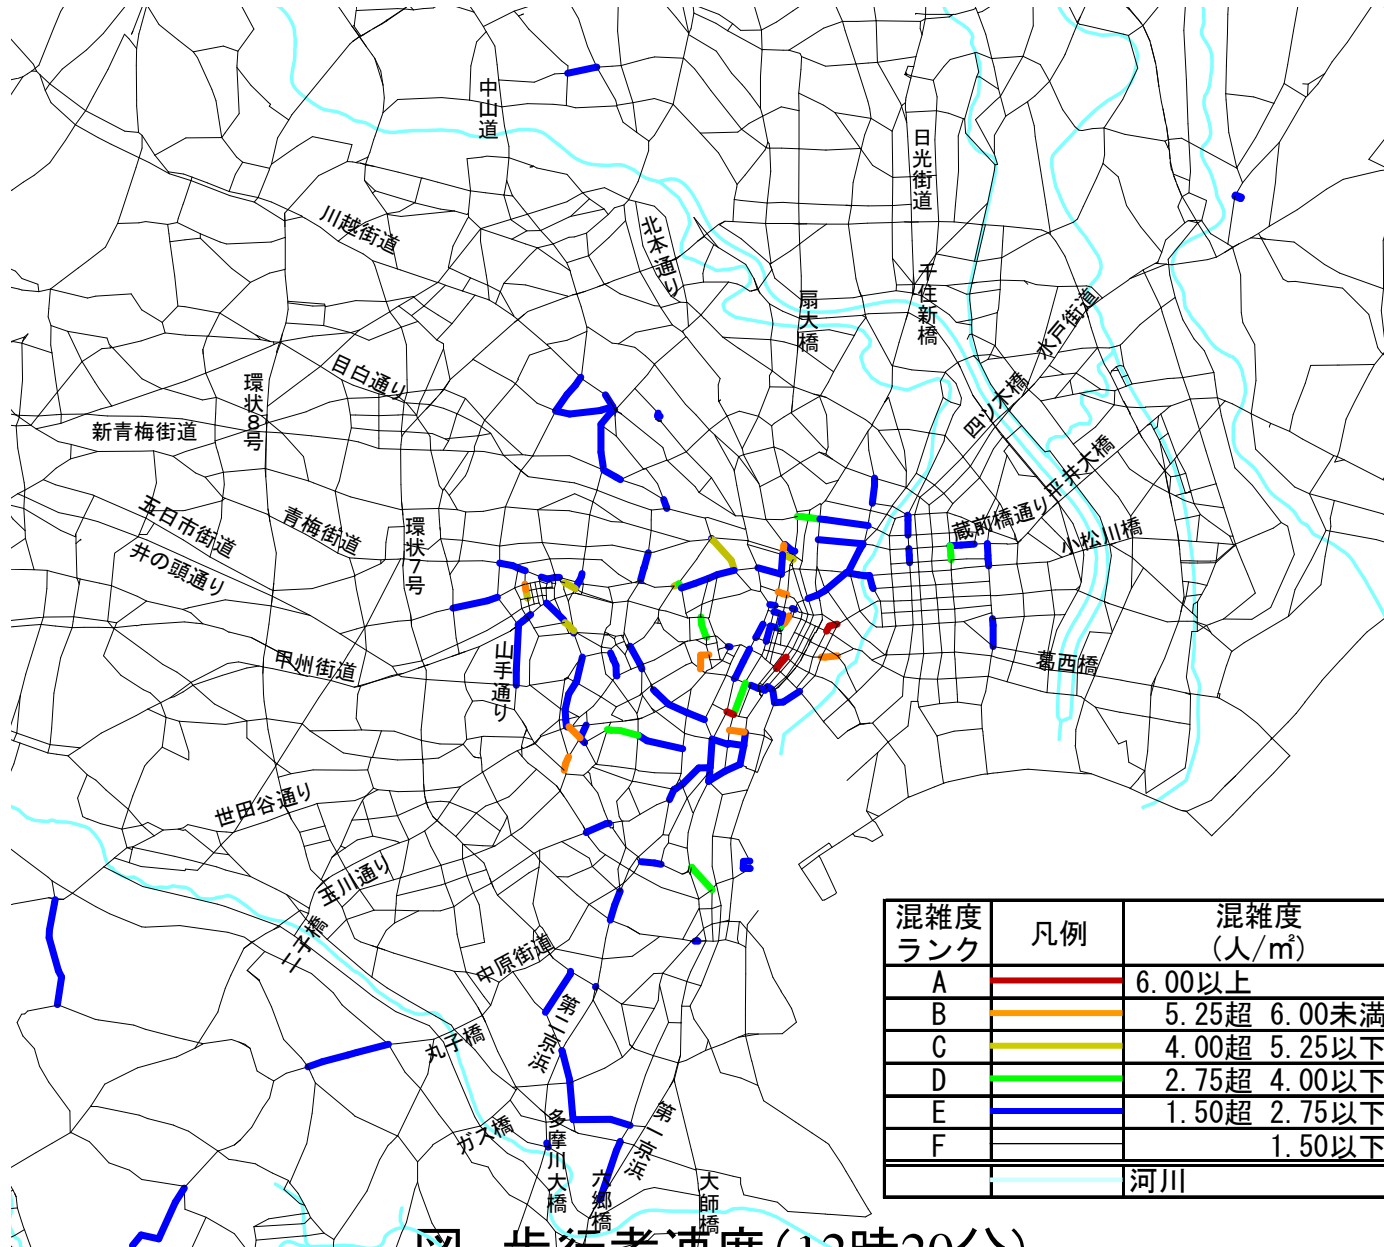 中山道
日光街道
川越街道
北本通り
千住新橋
扇大橋
水戸街道
目白通り
環状8号
四ツ木橋
新青梅街道
平井大橋
五日市街道
青梅街道
環状7号
蔵前橋通り
小松川橋
井の頭通り
甲州街道
山手通り
葛西橋
世田谷通り
玉川通り
二子橋
中原街道
第二京浜
丸子橋
ガス橋
多摩川大橋
第一京浜
六郷橋
大師橋
混雑度ランク 凡例 混雑度(人/㎡)
A 6.00以上
B 5.25超 6.00未満
C 4.00超 5.25以下
D 2.75超 4.00以下
E 1.50超 2.75以下
F 1.50以下
河川